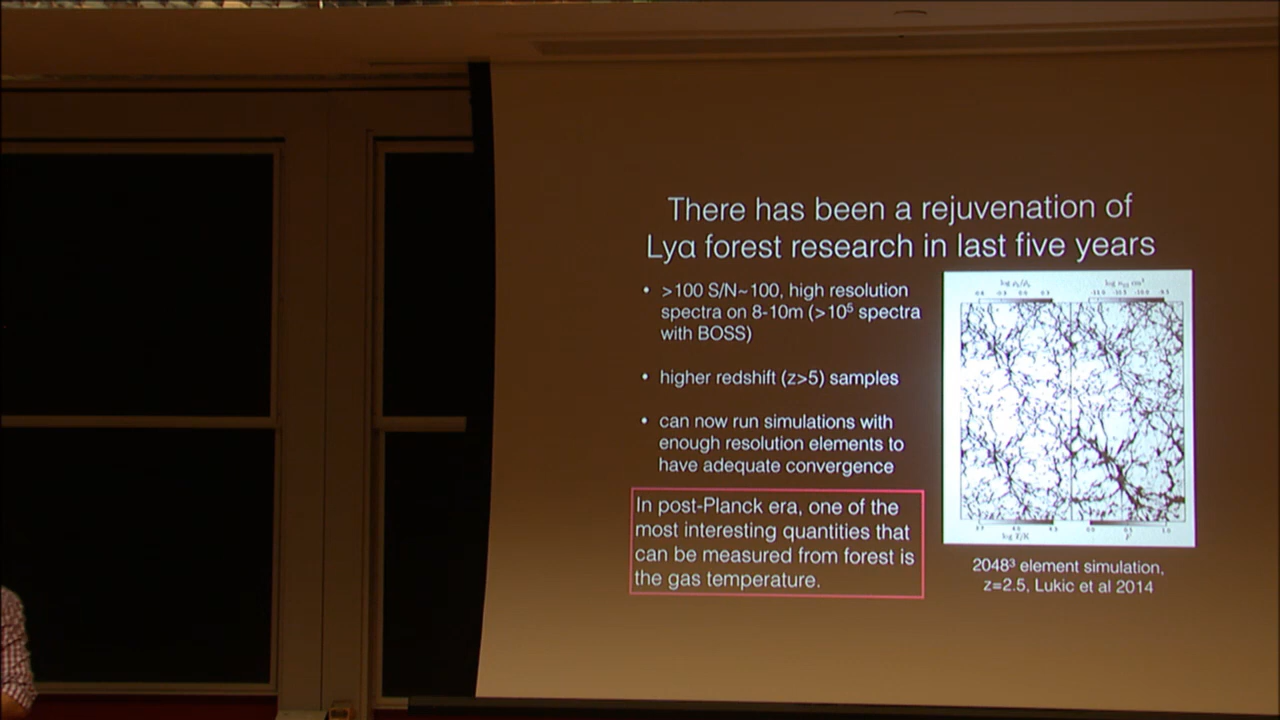 There has been a rejuvenation of
Lyα forest research in last five years
• >100 S/N~100, high resolution
spectra on 8-10m (>10⁵ spectra
with BOSS)
• higher redshift (z>5) samples
• can now run simulations with
enough resolution elements to
have adequate convergence
In post-Planck era, one of the
most interesting quantities that
can be measured from forest is
the gas temperature.
log T/K
F
2048³ element simulation,
z=2.5, Lukic et al 2014